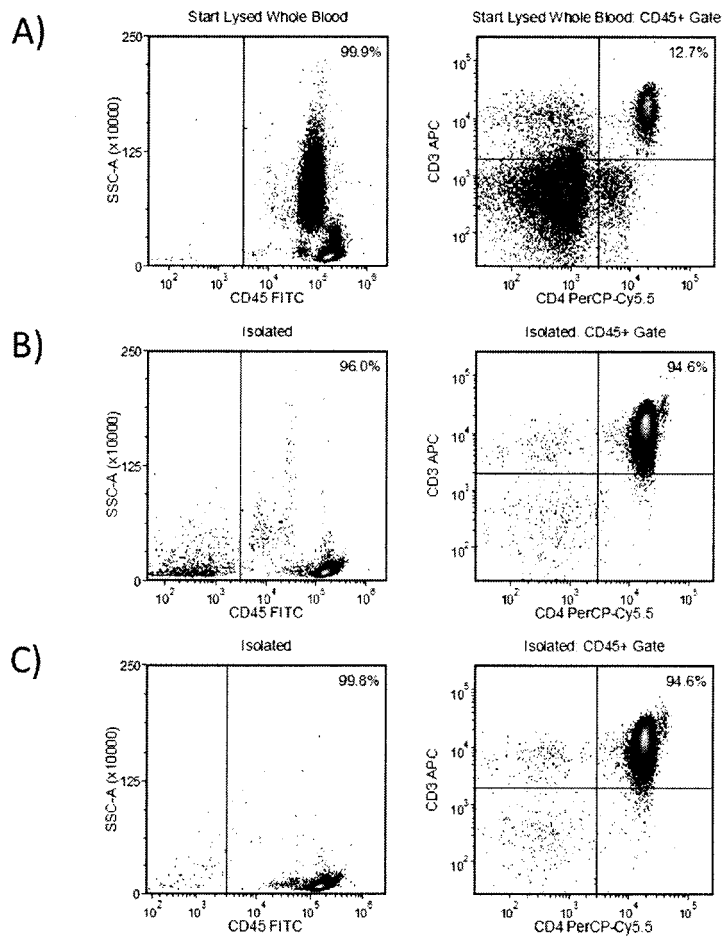 A)
Start Lysed Whole Blood
250
125
0
SSC-A (x10000)
99.9%
10² 10³ 10⁴ 10⁵ 10⁶
CD45 FITC
Start Lysed Whole Blood: CD45+ Gate
10⁵
10⁴
10³
10²
CD3 APC
12.7%
10² 10³ 10⁴ 10⁵
CD4 PerCP-Cy5.5
B)
Isolated
250
125
0
SSC-A (x10000)
96.0%
10² 10³ 10⁴ 10⁵ 10⁶
CD45 FITC
Isolated: CD45+ Gate
10⁵
10⁴
10³
10²
CD3 APC
94.6%
10² 10³ 10⁴ 10⁵
CD4 PerCP-Cy5.5
C)
Isolated
250
125
0
SSC-A (x10000)
99.8%
10² 10³ 10⁴ 10⁵ 10⁶
CD45 FITC
Isolated: CD45+ Gate
10⁵
10⁴
10³
10²
CD3 APC
94.6%
10² 10³ 10⁴ 10⁵
CD4 PerCP-Cy5.5